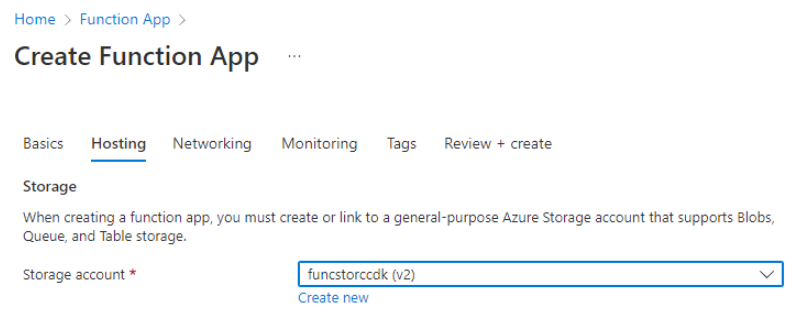 Home > Function App >
Create Function App ...
Basics Hosting Networking Monitoring Tags Review + create
Storage
When creating a function app, you must create or link to a general-purpose Azure Storage account that supports Blobs,
Queue, and Table storage.
Storage account * funcstorccdk (v2)
Create new